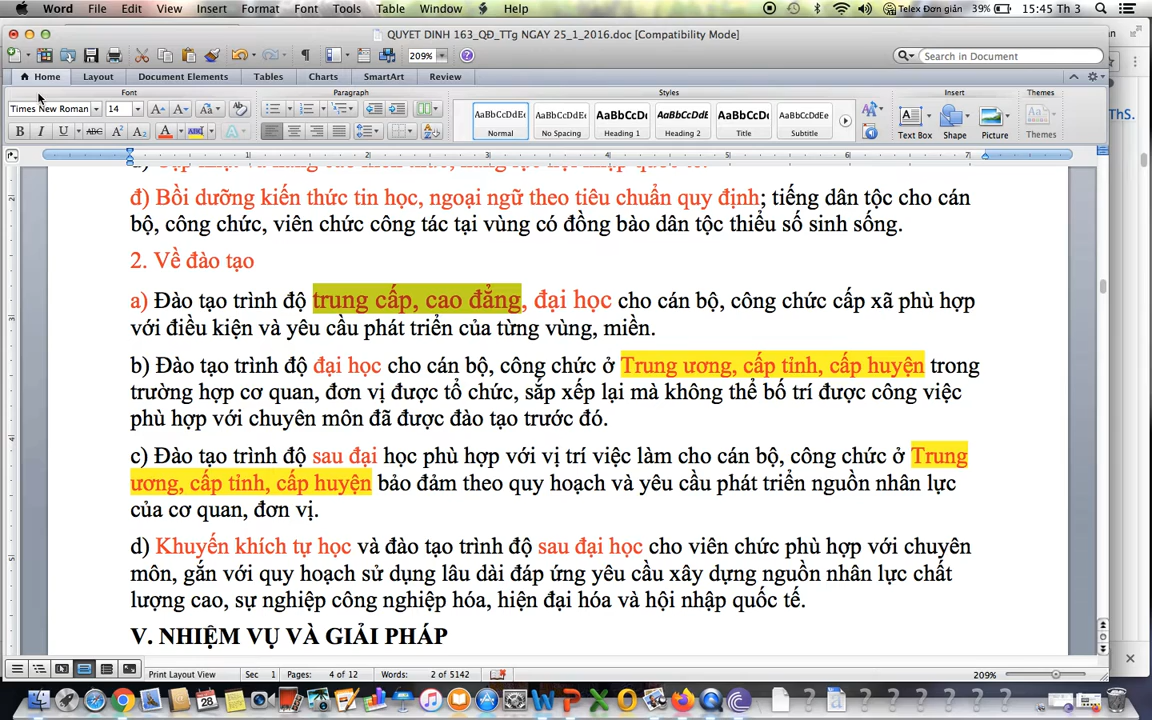 Word File Edit View Insert Format Font Tools Table Window Help Telex Đơn giản 39% 15:45 Th 3
QUYET DINH 163_QĐ_TTg NGAY 25_1_2016.doc [Compatibility Mode]
209% Search in Document
Home Layout Document Elements Tables Charts SmartArt Review
Font Paragraph Styles Insert Themes
Times New Roman 14
AaBbCcDdEe AaBbCcDdEe AaBbCcDc AaBbCcDdEe AaBbCcDc AaBbCcDdEe
Normal No Spacing Heading 1 Heading 2 Title Subtitle Text Box Shape Picture Themes
ThS.
đ) Bồi dưỡng kiến thức tin học, ngoại ngữ theo tiêu chuẩn quy định; tiếng dân tộc cho cán
bộ, công chức, viên chức công tác tại vùng có đồng bào dân tộc thiểu số sinh sống.
2. Về đào tạo
a) Đào tạo trình độ trung cấp, cao đẳng, đại học cho cán bộ, công chức cấp xã phù hợp
với điều kiện và yêu cầu phát triển của từng vùng, miền.
b) Đào tạo trình độ đại học cho cán bộ, công chức ở Trung ương, cấp tỉnh, cấp huyện trong
trường hợp cơ quan, đơn vị được tổ chức, sắp xếp lại mà không thể bố trí được công việc
phù hợp với chuyên môn đã được đào tạo trước đó.
c) Đào tạo trình độ sau đại học phù hợp với vị trí việc làm cho cán bộ, công chức ở Trung
ương, cấp tỉnh, cấp huyện bảo đảm theo quy hoạch và yêu cầu phát triển nguồn nhân lực
của cơ quan, đơn vị.
d) Khuyến khích tự học và đào tạo trình độ sau đại học cho viên chức phù hợp với chuyên
môn, gắn với quy hoạch sử dụng lâu dài đáp ứng yêu cầu xây dựng nguồn nhân lực chất
lượng cao, sự nghiệp công nghiệp hóa, hiện đại hóa và hội nhập quốc tế.
V. NHIỆM VỤ VÀ GIẢI PHÁP
Print Layout View Sec 1 Pages: 4 of 12 Words: 2 of 5142 209%